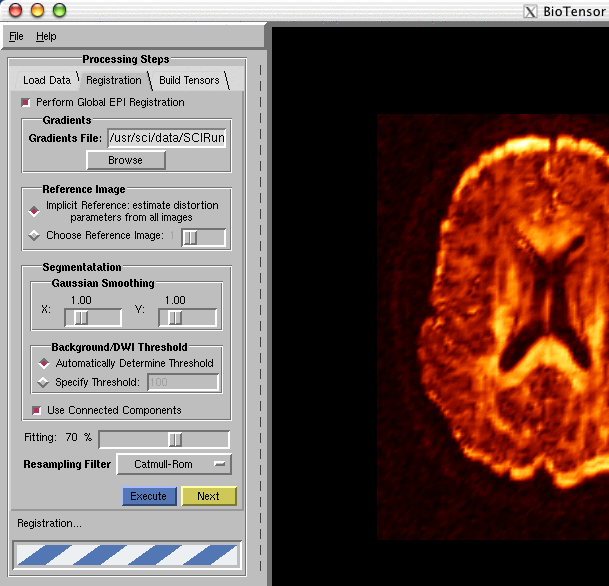 BioTensor
File Help
Processing Steps
Load Data Registration Build Tensors
Perform Global EPI Registration
Gradients
Gradients File: /usr/sci/data/SCIRun
Browse
Reference Image
Implicit Reference: estimate distortion
parameters from all images
Choose Reference Image: 1
Segmentatation
Gaussian Smoothing
1.00 1.00
X: Y:
Background/DWI Threshold
Automatically Determine Threshold
Specify Threshold: 100
Use Connected Components
Fitting: 70 %
Resampling Filter Catmull-Rom
Execute Next
Registration...